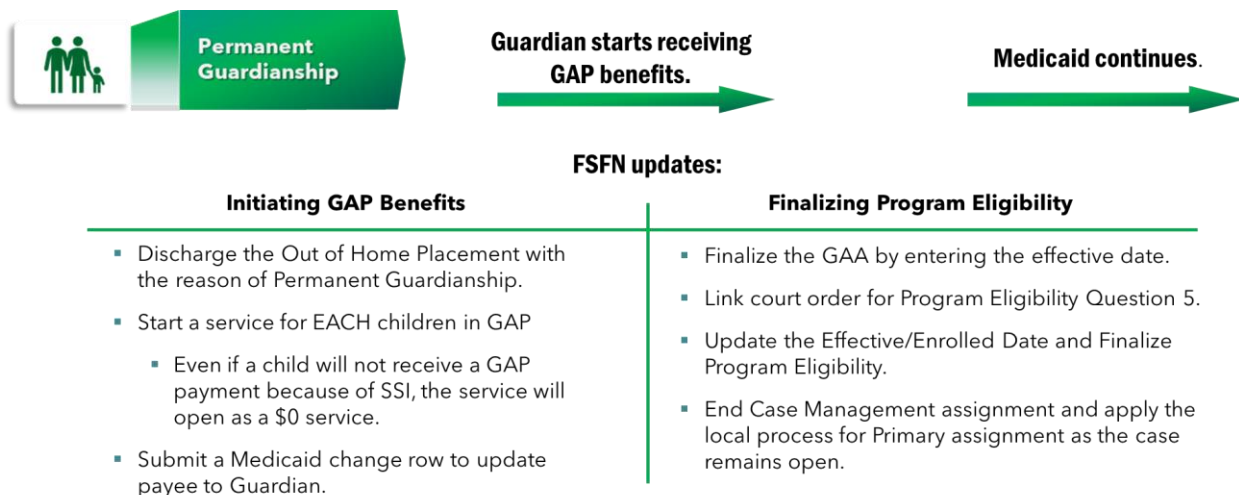 Permanent
Guardianship
Guardian starts receiving
GAP benefits.
Medicaid continues.
FSFN updates:
Initiating GAP Benefits
▪ Discharge the Out of Home Placement with
the reason of Permanent Guardianship.
▪ Start a service for EACH children in GAP
▪ Even if a child will not receive a GAP
payment because of SSI, the service will
open as a $0 service.
▪ Submit a Medicaid change row to update
payee to Guardian.
Finalizing Program Eligibility
▪ Finalize the GAA by entering the effective date.
▪ Link court order for Program Eligibility Question 5.
▪ Update the Effective/Enrolled Date and Finalize
Program Eligibility.
▪ End Case Management assignment and apply the
local process for Primary assignment as the case
remains open.